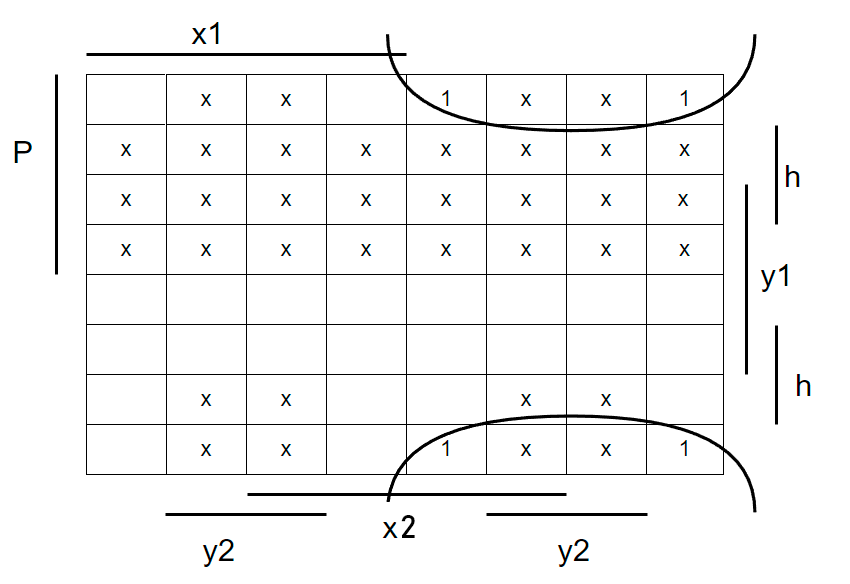 x1
x x 1 x x 1
P x x x x x x x x h
x x x x x x x x
x x x x x x x x
y1
x x x x h
x x 1 x x 1
x2
y2 y2